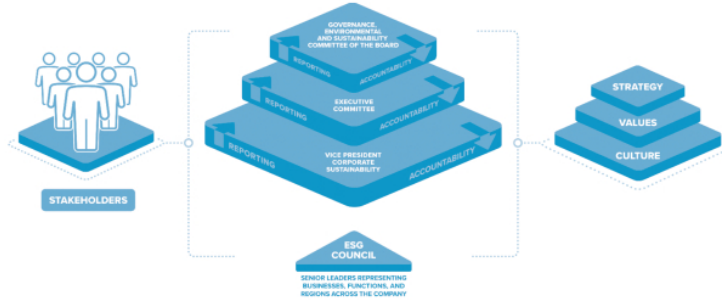 STAKEHOLDERS
GOVERNANCE,
ENVIRONMENTAL
AND SUSTAINABILITY
COMMITTEE OF THE BOARD
REPORTING
ACCOUNTABILITY
EXECUTIVE
COMMITTEE
REPORTING
ACCOUNTABILITY
VICE PRESIDENT
CORPORATE
SUSTAINABILITY
REPORTING
ACCOUNTABILITY
ESG
COUNCIL
SENIOR LEADERS REPRESENTING
BUSINESSES, FUNCTIONS, AND
REGIONS ACROSS THE COMPANY
STRATEGY
VALUES
CULTURE